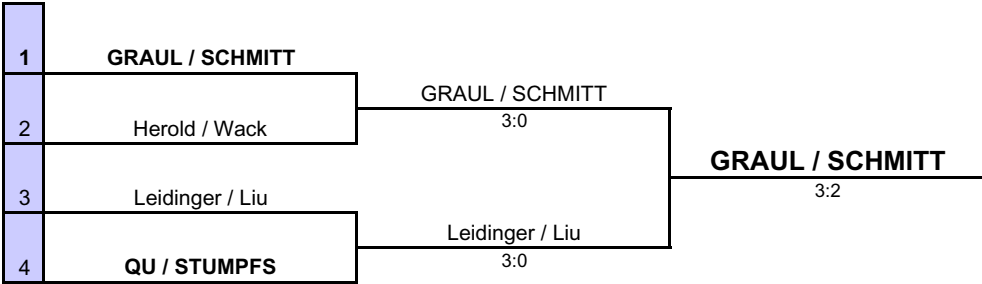 1 GRAUL / SCHMITT
GRAUL / SCHMITT
3:0
2 Herold / Wack
GRAUL / SCHMITT
3:2
3 Leidinger / Liu
Leidinger / Liu
3:0
4 QU / STUMPFS